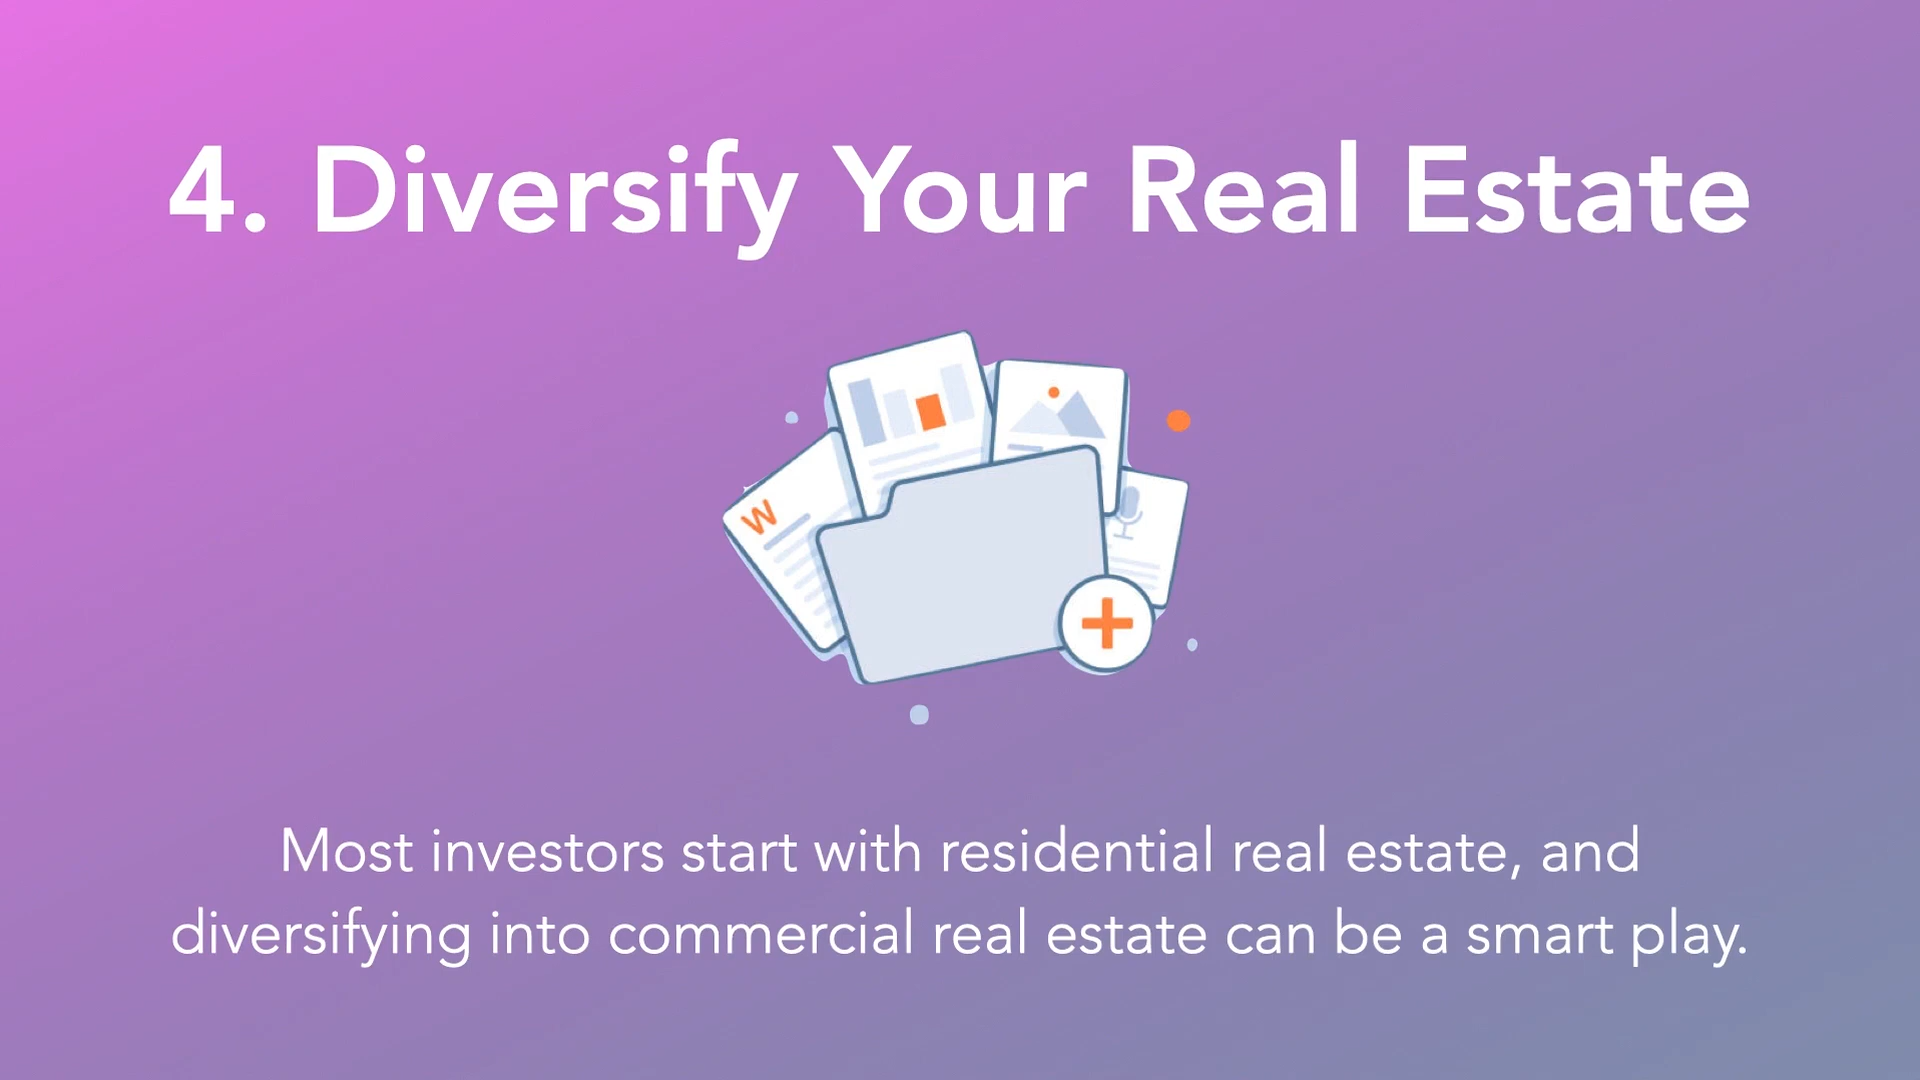 4. Diversify Your Real Estate
W
Most investors start with residential real estate, and
diversifying into commercial real estate can be a smart play.